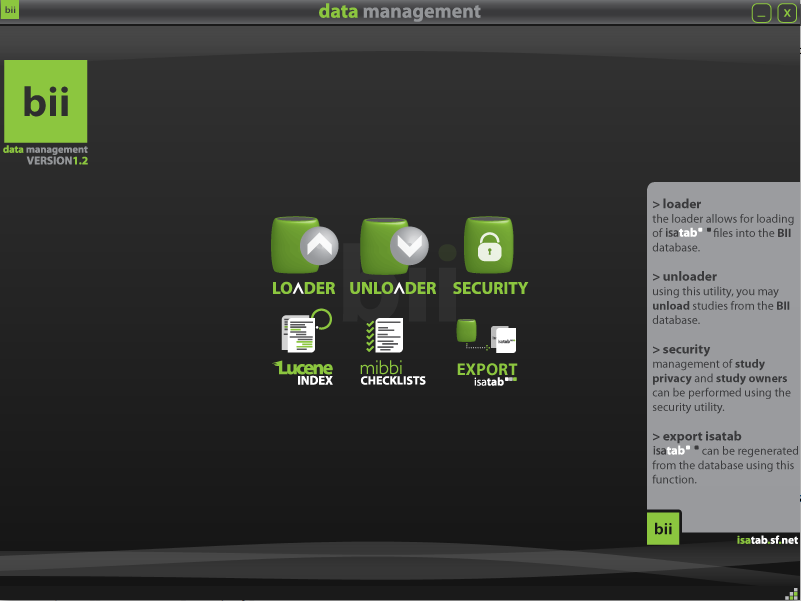 bii
data management
_ X
bii
data management
VERSION1.2
LOADER
UNLOADER
SECURITY
bii
Lucene
INDEX
mibbi
CHECKLISTS
isatab
EXPORT
isatab
> loader
the loader allows for loading
of isatab files into the BII
database.
> unloader
using this utility, you may
unload studies from the BII
database.
> security
management of study
privacy and study owners
can be performed using the
security utility.
> export isatab
isatab can be regenerated
from the database using this
function.
bii
isatab.sf.net